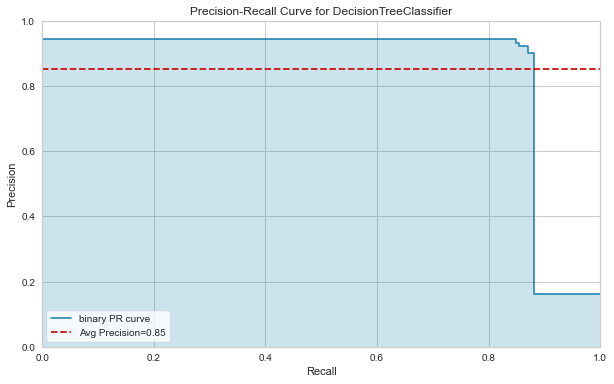 Precision-Recall Curve for DecisionTreeClassifier
1.0
0.8
0.6
0.4
0.2
0.0
Precision
binary PR curve
Avg Precision=0.85
0.0 0.2 0.4 0.6 0.8 1.0
Recall